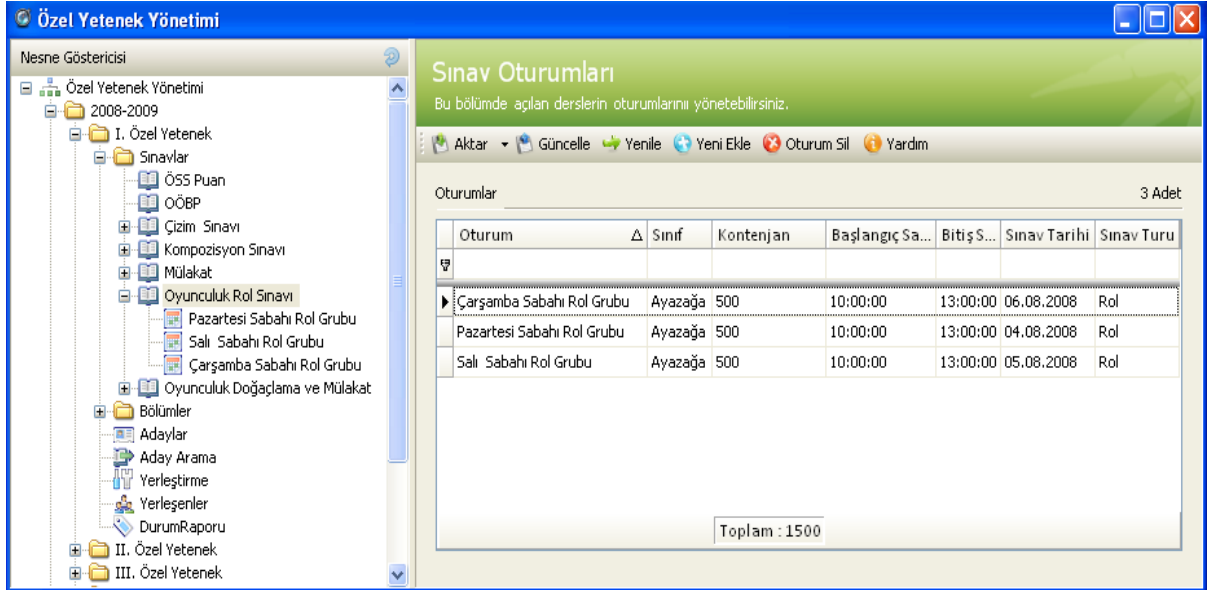 Özel Yetenek Yönetimi
Nesne Göstericisi
Özel Yetenek Yönetimi
2008-2009
I. Özel Yetenek
Sınavlar
ÖSS Puan
OÖBP
Çizim Sınavı
Kompozisyon Sınavı
Mülakat
Oyunculuk Rol Sınavı
Pazartesi Sabahı Rol Grubu
Salı Sabahı Rol Grubu
Çarşamba Sabahı Rol Grubu
Oyunculuk Doğaçlama ve Mülakat
Bölümler
Adaylar
Aday Arama
Yerleştirme
Yerleşenler
DurumRaporu
II. Özel Yetenek
III. Özel Yetenek
Sınav Oturumları
Bu bölümde açılan derslerin oturumlarını yönetebilirsiniz.
Aktar Güncelle Yenile Yeni Ekle Oturum Sil Yardım
Oturumlar 3 Adet
Oturum Sınıf Kontenjan Başlangıç Sa... Bitiş S... Sınav Tarihi Sınav Turu
Çarşamba Sabahı Rol Grubu Ayazağa 500 10:00:00 13:00:00 06.08.2008 Rol
Pazartesi Sabahı Rol Grubu Ayazağa 500 10:00:00 13:00:00 04.08.2008 Rol
Salı Sabahı Rol Grubu Ayazağa 500 10:00:00 13:00:00 05.08.2008 Rol
Toplam : 1500